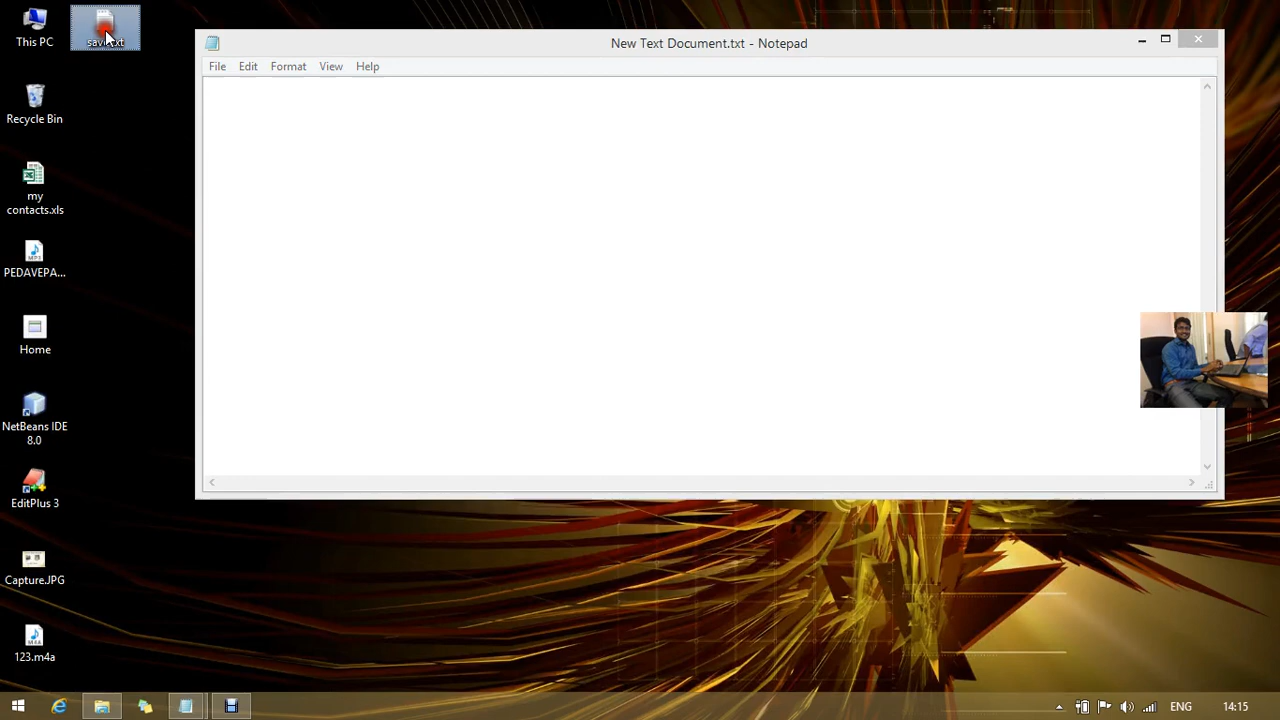 This PC
New Text Document.txt - Notepad
File Edit Format View Help
Recycle Bin
my
contacts.xls
PEDAVEPA...
Home
NetBeans IDE
8.0
EditPlus 3
Capture.JPG
123.m4a
ENG
14:15